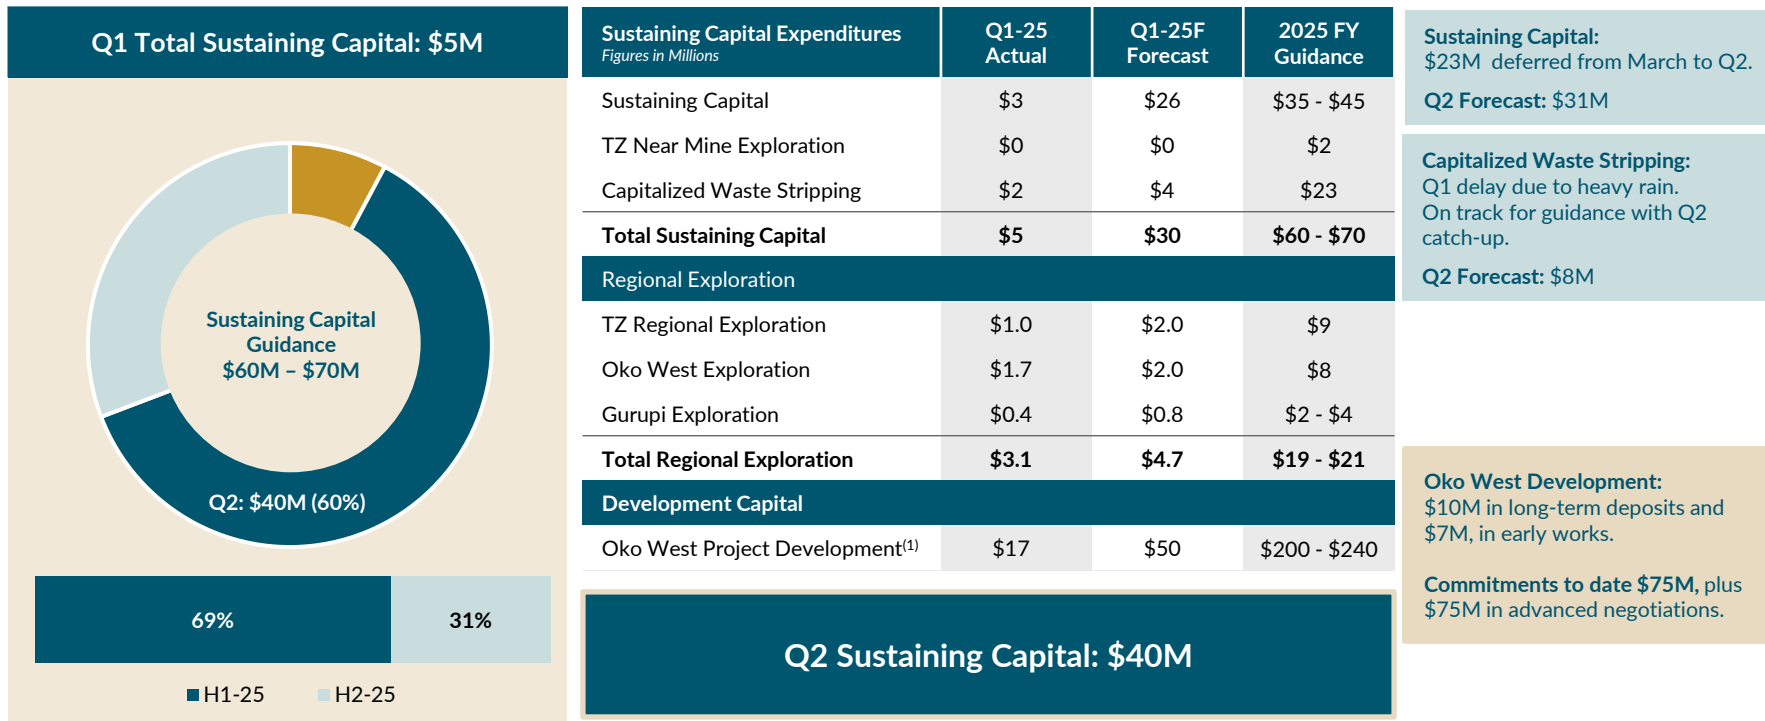 Q1 Total Sustaining Capital: $5M
Sustaining Capital
Guidance
$60M – $70M
Q2: $40M (60%)
69%
31%
H1-25
H2-25
Sustaining Capital Expenditures
Figures in Millions
Q1-25
Actual
Q1-25F
Forecast
2025 FY
Guidance
Sustaining Capital $3 $26 $35 - $45
TZ Near Mine Exploration $0 $0 $2
Capitalized Waste Stripping $2 $4 $23
Total Sustaining Capital $5 $30 $60 - $70
Regional Exploration
TZ Regional Exploration $1.0 $2.0 $9
Oko West Exploration $1.7 $2.0 $8
Gurupi Exploration $0.4 $0.8 $2 - $4
Total Regional Exploration $3.1 $4.7 $19 - $21
Development Capital
Oko West Project Development(1) $17 $50 $200 - $240
Q2 Sustaining Capital: $40M
Sustaining Capital:
$23M deferred from March to Q2.
Q2 Forecast: $31M
Capitalized Waste Stripping:
Q1 delay due to heavy rain.
On track for guidance with Q2
catch-up.
Q2 Forecast: $8M
Oko West Development:
$10M in long-term deposits and
$7M, in early works.
Commitments to date $75M, plus
$75M in advanced negotiations.